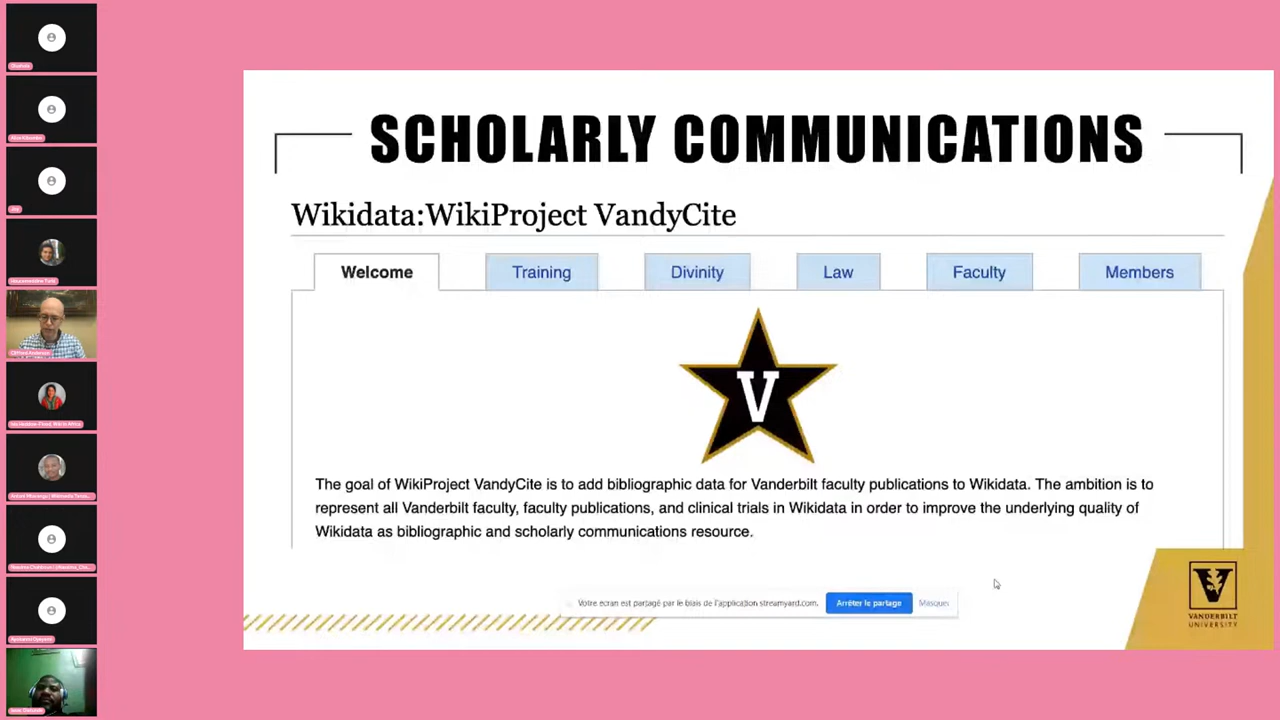 SCHOLARLY COMMUNICATIONS
Wikidata:WikiProject VandyCite
Welcome
Training
Divinity
Law
Faculty
Members
V
The goal of WikiProject VandyCite is to add bibliographic data for Vanderbilt faculty publications to Wikidata. The ambition is to
represent all Vanderbilt faculty, faculty publications, and clinical trials in Wikidata in order to improve the underlying quality of
Wikidata as bibliographic and scholarly communications resource.
Votre écran est partagé par le biais de l'application streamyard.com.
Arrêter le partage
Masquer
V
VANDERBILT
UNIVERSITY
Clifford Anderson